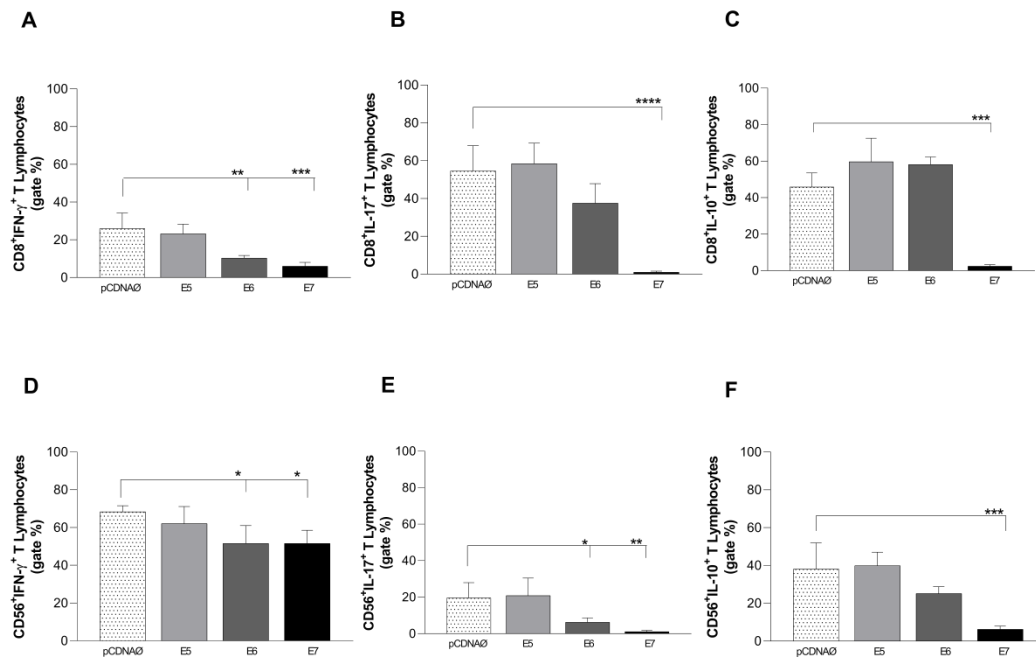 A
CD8+IFN-γ+ T Lymphocytes
(gate %)
100
80
60
40
20
0
** ***
pCDNAØ E5 E6 E7
B
CD8+IL-17+ T Lymphocytes
(gate %)
100
80
60
40
20
0
****
pCDNAØ E5 E6 E7
C
CD8+IL-10+ T Lymphocytes
(gate %)
100
80
60
40
20
0
***
pCDNAØ E5 E6 E7
D
CD56+IFN-γ+ T Lymphocytes
(gate %)
100
80
60
40
20
0
* *
pCDNAØ E5 E6 E7
E
CD56+IL-17+ T Lymphocytes
(gate %)
100
80
60
40
20
0
* **
pCDNAØ E5 E6 E7
F
CD56+IL-10+ T Lymphocytes
(gate %)
100
80
60
40
20
0
***
pCDNAØ E5 E6 E7